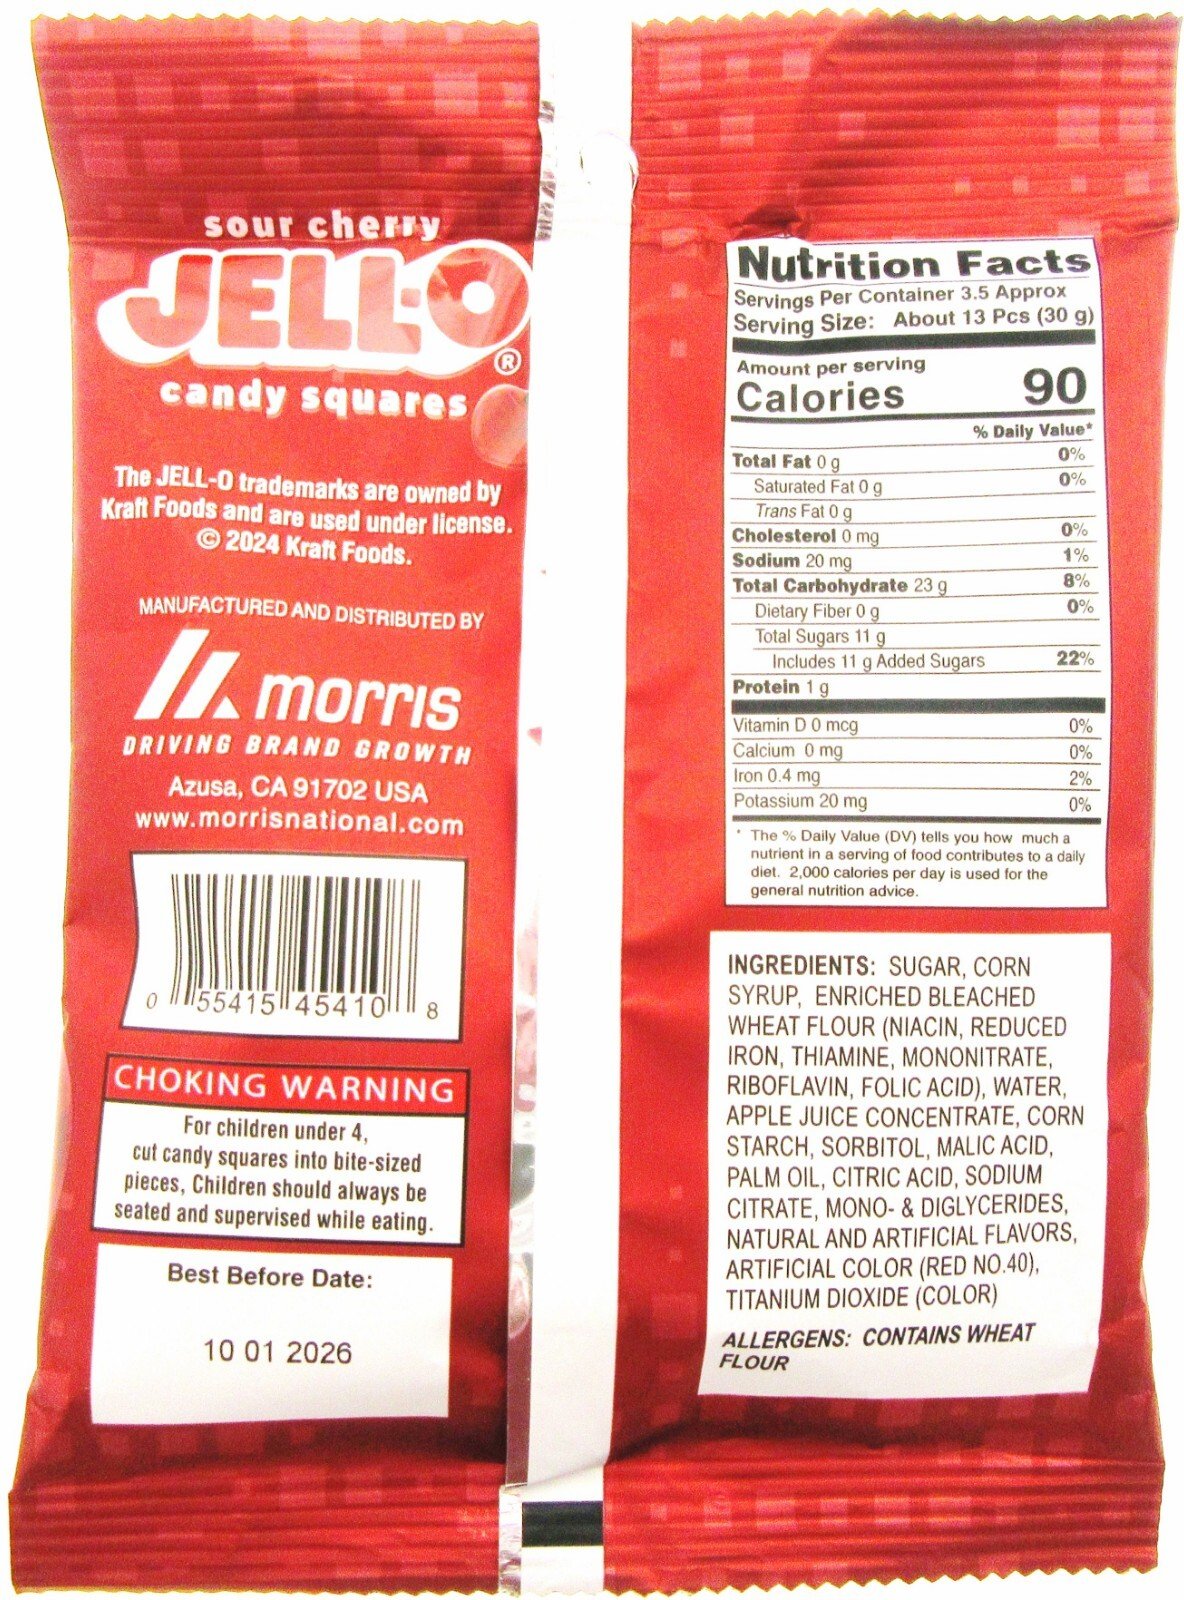 sour cherry
JELL-O®
candy squares
The JELL-O trademarks are owned by
Kraft Foods and are used under license.
© 2024 Kraft Foods.
MANUFACTURED AND DISTRIBUTED BY
morris
DRIVING BRAND GROWTH
Azusa, CA 91702 USA
www.morrisnational.com
0 55415 45410 8
CHOKING WARNING
For children under 4,
cut candy squares into bite-sized
pieces, Children should always be
seated and supervised while eating.
Best Before Date:
10 01 2026
Nutrition Facts
Servings Per Container 3.5 Approx
Serving Size: About 13 Pcs (30 g)
Amount per serving
Calories 90
% Daily Value*
Total Fat 0 g 0%
Saturated Fat 0 g 0%
Trans Fat 0 g
Cholesterol 0 mg 0%
Sodium 20 mg 1%
Total Carbohydrate 23 g 8%
Dietary Fiber 0 g 0%
Total Sugars 11 g
Includes 11 g Added Sugars 22%
Protein 1 g
Vitamin D 0 mcg 0%
Calcium 0 mg 0%
Iron 0.4 mg 2%
Potassium 20 mg 0%
* The % Daily Value (DV) tells you how much a
nutrient in a serving of food contributes to a daily
diet. 2,000 calories per day is used for the
general nutrition advice.
INGREDIENTS: SUGAR, CORN
SYRUP, ENRICHED BLEACHED
WHEAT FLOUR (NIACIN, REDUCED
IRON, THIAMINE, MONONITRATE,
RIBOFLAVIN, FOLIC ACID), WATER,
APPLE JUICE CONCENTRATE, CORN
STARCH, SORBITOL, MALIC ACID,
PALM OIL, CITRIC ACID, SODIUM
CITRATE, MONO- & DIGLYCERIDES,
NATURAL AND ARTIFICIAL FLAVORS,
ARTIFICIAL COLOR (RED NO.40),
TITANIUM DIOXIDE (COLOR)
ALLERGENS: CONTAINS WHEAT
FLOUR